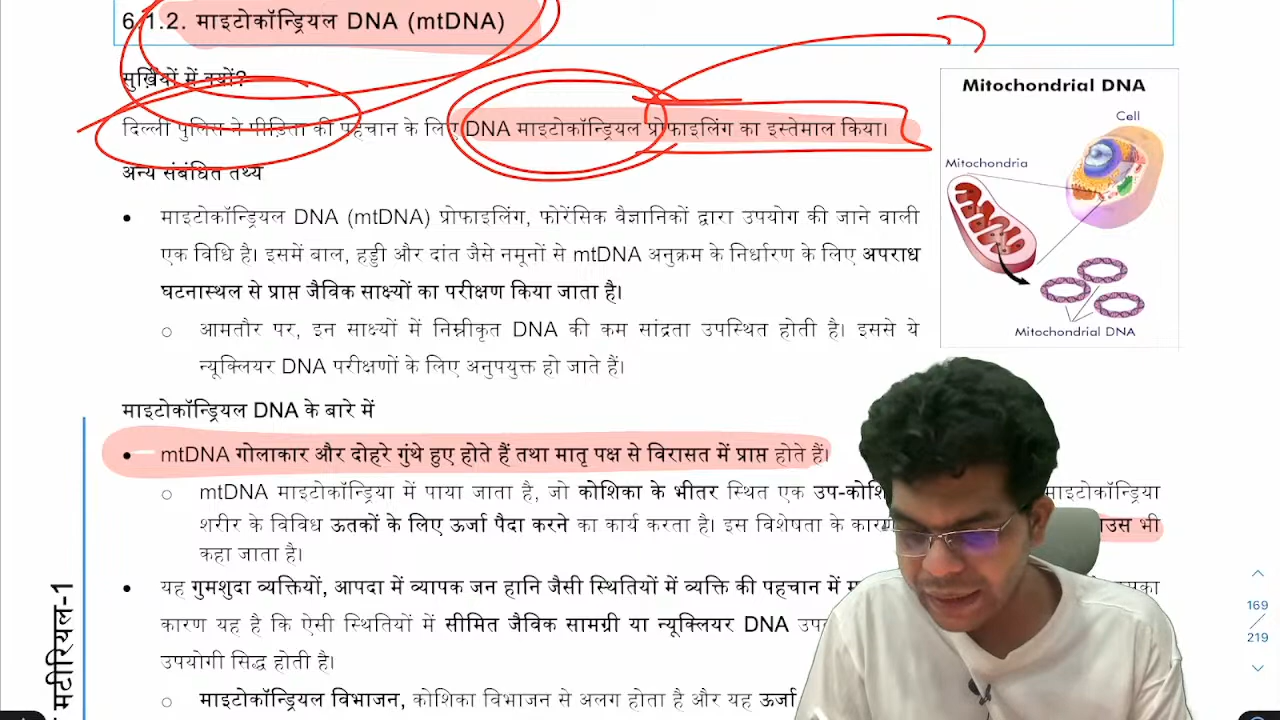 6.1.2. माइटोकॉन्ड्रियल DNA (mtDNA)
सुर्ख़ियों में क्यों?
दिल्ली पुलिस ने पीड़िता की पहचान के लिए DNA माइटोकॉन्ड्रियल प्रोफाइलिंग का इस्तेमाल किया।
अन्य संबंधित तथ्य
• माइटोकॉन्ड्रियल DNA (mtDNA) प्रोफाइलिंग, फोरेंसिक वैज्ञानिकों द्वारा उपयोग की जाने वाली
एक विधि है। इसमें बाल, हड्डी और दांत जैसे नमूनों से mtDNA अनुक्रम के निर्धारण के लिए अपराध
घटनास्थल से प्राप्त जैविक साक्ष्यों का परीक्षण किया जाता है।
o आमतौर पर, इन साक्ष्यों में निम्नीकृत DNA की कम सांद्रता उपस्थित होती है। इससे ये
न्यूक्लियर DNA परीक्षणों के लिए अनुपयुक्त हो जाते हैं।
Mitochondrial DNA
Cell
Mitochondria
Mitochondrial DNA
माइटोकॉन्ड्रियल DNA के बारे में
• mtDNA गोलाकार और दोहरे गुंथे हुए होते हैं तथा मातृ पक्ष से विरासत में प्राप्त होते हैं।
o mtDNA माइटोकॉन्ड्रिया में पाया जाता है, जो कोशिका के भीतर स्थित एक माइटोकॉन्ड्रिया
शरीर के विविध ऊतकों के लिए ऊर्जा पैदा करने का कार्य करता है। इस विशेषता के भी
कहा जाता है।
• यह गुमशुदा व्यक्तियों, आपदा में व्यापक जन हानि जैसी स्थितियों में व्यक्ति की पहचान में
कारण यह है कि ऐसी स्थितियों में सीमित जैविक सामग्री या न्यूक्लियर DNA
उपयोगी सिद्ध होती है।
o माइटोकॉन्ड्रियल विभाजन, कोशिका विभाजन से अलग होता है और यह ऊर्जा
मटीरियल-1
169
219